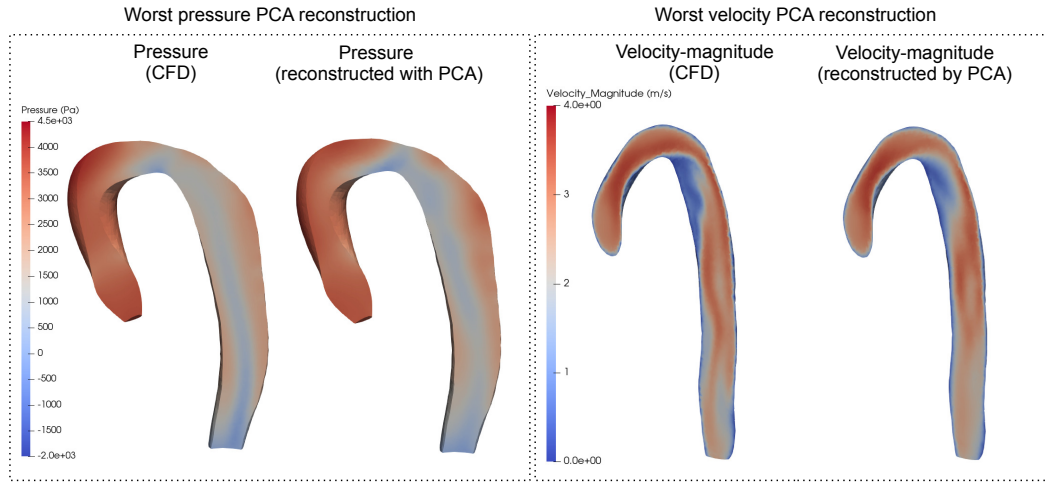 Worst pressure PCA reconstruction
Pressure
(CFD)
Pressure
(reconstructed with PCA)
Pressure (Pa)
4.5e+03
4000
3500
3000
2500
2000
1500
1000
500
0
-500
-1000
-1500
-2.0e+03
Worst velocity PCA reconstruction
Velocity-magnitude
(CFD)
Velocity-magnitude
(reconstructed by PCA)
Velocity_Magnitude (m/s)
4.0e+00
3
2
1
0.0e+00